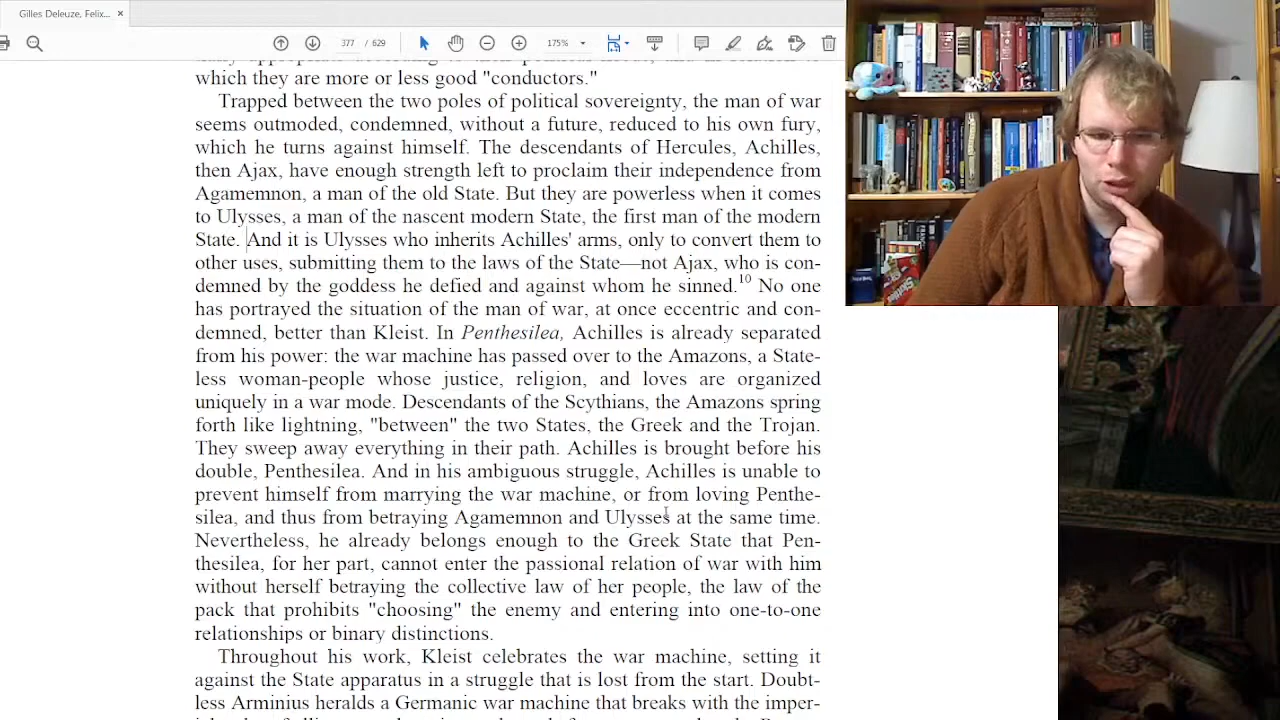 Gilles Deleuze, Felix...
377 / 629
175%
which they are more or less good "conductors."
Trapped between the two poles of political sovereignty, the man of war
seems outmoded, condemned, without a future, reduced to his own fury,
which he turns against himself. The descendants of Hercules, Achilles,
then Ajax, have enough strength left to proclaim their independence from
Agamemnon, a man of the old State. But they are powerless when it comes
to Ulysses, a man of the nascent modern State, the first man of the modern
State. And it is Ulysses who inherits Achilles' arms, only to convert them to
other uses, submitting them to the laws of the State—not Ajax, who is con-
demned by the goddess he defied and against whom he sinned.10 No one
has portrayed the situation of the man of war, at once eccentric and con-
demned, better than Kleist. In Penthesilea, Achilles is already separated
from his power: the war machine has passed over to the Amazons, a State-
less woman-people whose justice, religion, and loves are organized
uniquely in a war mode. Descendants of the Scythians, the Amazons spring
forth like lightning, "between" the two States, the Greek and the Trojan.
They sweep away everything in their path. Achilles is brought before his
double, Penthesilea. And in his ambiguous struggle, Achilles is unable to
prevent himself from marrying the war machine, or from loving Penthe-
silea, and thus from betraying Agamemnon and Ulysses at the same time.
Nevertheless, he already belongs enough to the Greek State that Pen-
thesilea, for her part, cannot enter the passional relation of war with him
without herself betraying the collective law of her people, the law of the
pack that prohibits "choosing" the enemy and entering into one-to-one
relationships or binary distinctions.
Throughout his work, Kleist celebrates the war machine, setting it
against the State apparatus in a struggle that is lost from the start. Doubt-
less Arminius heralds a Germanic war machine that breaks with the imper-